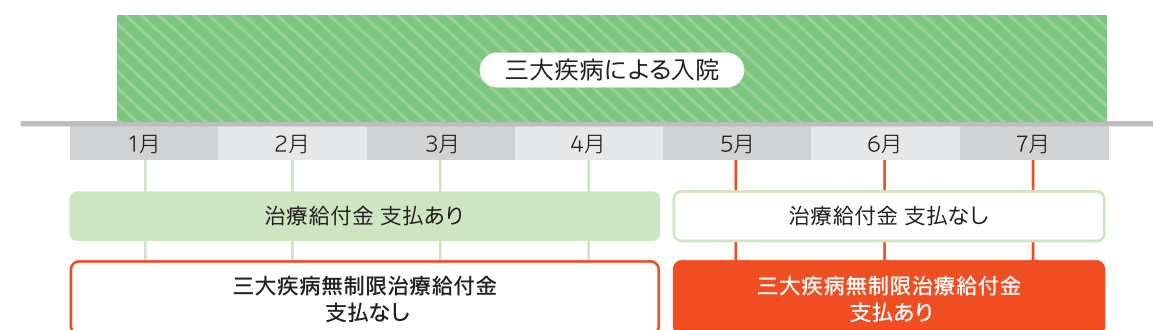 三大疾病による入院
1月 2月 3月 4月 5月 6月 7月
治療給付金 支払あり
治療給付金 支払なし
三大疾病無制限治療給付金
支払なし
三大疾病無制限治療給付金
支払あり